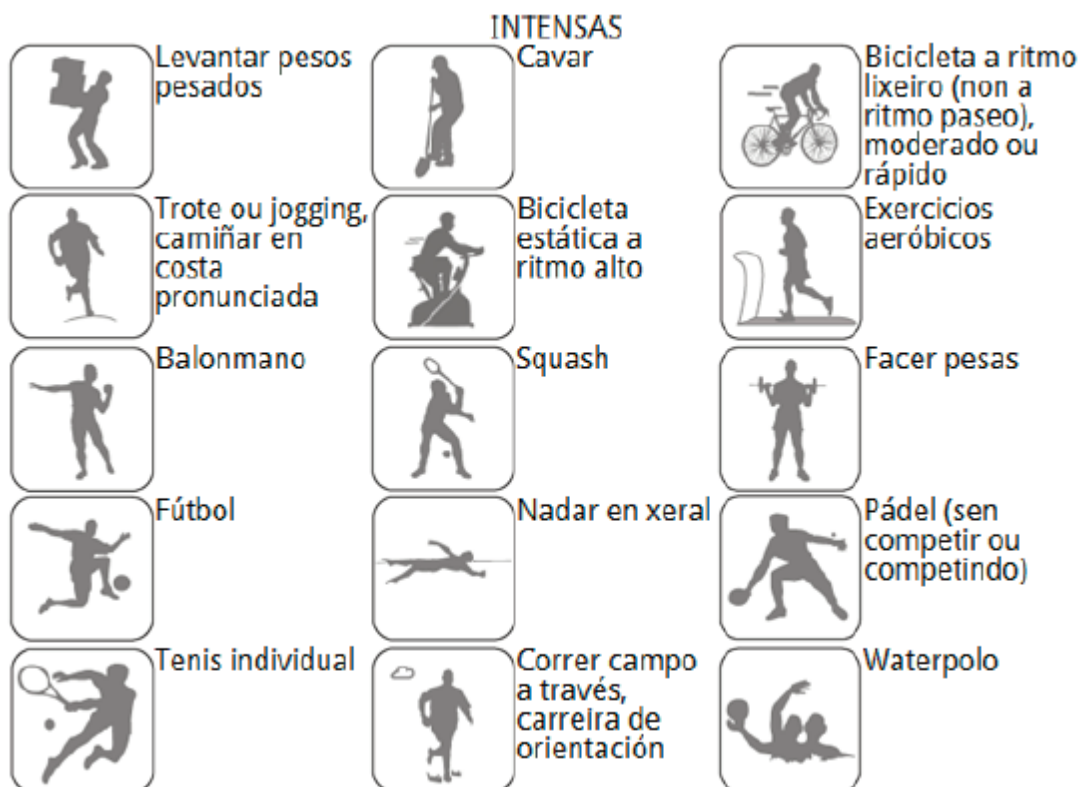 INTENSAS
Levantar pesos
pesados
Cavar
Bicicleta a ritmo
lixeiro (non a
ritmo paseo),
moderado ou
rápido
Trote ou jogging,
camiñar en
costa
pronunciada
Bicicleta
estática a
ritmo alto
Exercicios
aeróbicos
Balonmano
Squash
Facer pesas
Fútbol
Nadar en xeral
Pádel (sen
competir ou
competindo)
Tenis individual
Correr campo
a través,
carreira de
orientación
Waterpolo